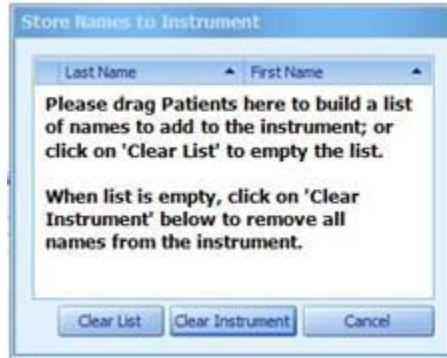 Store Names to Instrument
Last Name First Name
Please drag Patients here to build a list
of names to add to the instrument; or
click on 'Clear List' to empty the list.
When list is empty, click on 'Clear
Instrument' below to remove all
names from the instrument.
Clear List Clear Instrument Cancel